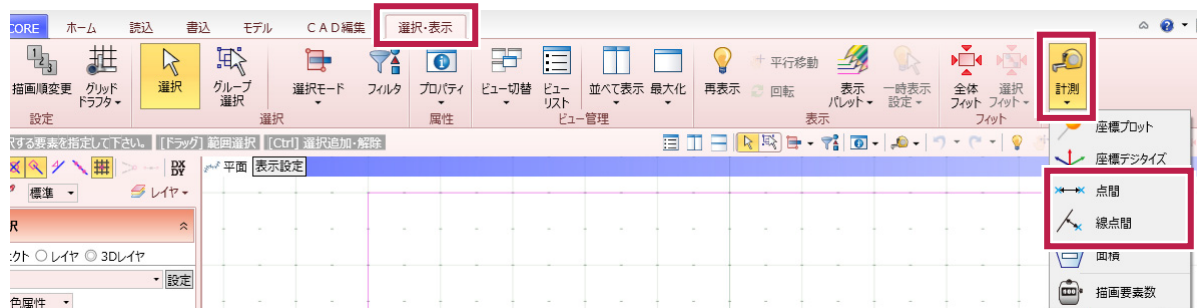 CORE ホーム 読込 書込 モデル CAD編集 選択・表示
描画順変更 グリッドドラフタ 選択 グループ選択 選択モード フィルタ プロパティ ビュー切替 ビューリスト 並べて表示 最大化 再表示 平行移動 回転 表示パレット 一時表示設定 全体フィット 選択フィット 計測
設定 選択 属性 ビュー管理 表示 フィット
する要素を指定して下さい。 [ドラッグ] 範囲選択 [Ctrl] 選択追加・解除
平面 表示設定
標準 レイヤ
択
クト レイヤ 3Dレイヤ
設定
色属性
座標プロット
座標デジタイズ
点間
線点間
面積
描画要素数